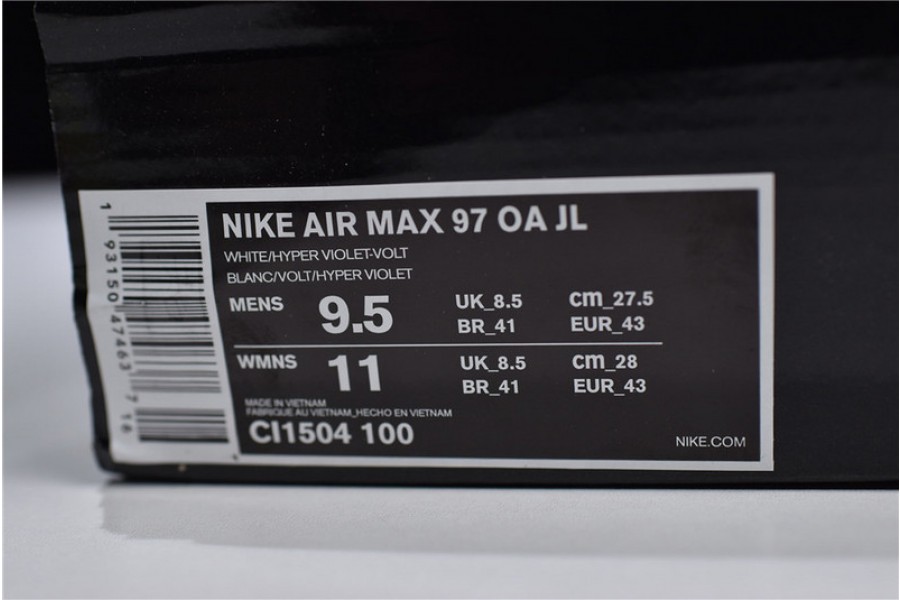 1 93150 47463 7 16
NIKE AIR MAX 97 OA JL
WHITE/HYPER VIOLET-VOLT
BLANC/VOLT/HYPER VIOLET
MENS 9.5 UK_8.5 cm_27.5
BR_41 EUR_43
WMNS 11 UK_8.5 cm_28
BR_41 EUR_43
MADE IN VIETNAM
FABRIQUE AU VIETNAM_HECHO EN VIETNAM
CI1504 100
NIKE.COM